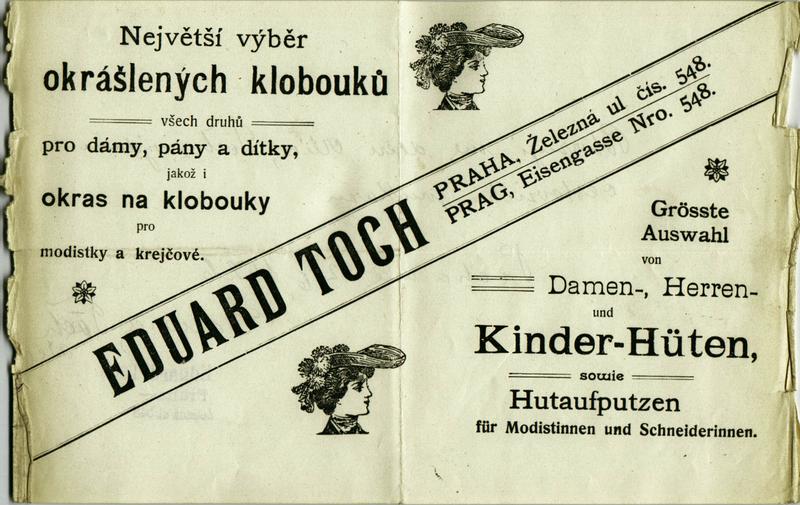 Největší výběr
okrášlených klobouků
všech druhů
pro dámy, pány a dítky,
jakož i
okras na klobouky
pro
modistky a krejčové.
EDUARD TOCH
PRAHA, Železná ul čís. 548.
PRAG, Eisengasse Nro. 548.
Grösste
Auswahl
von
Damen-, Herren-
und
Kinder-Hüten,
sowie
Hutaufputzen
für Modistinnen und Schneiderinnen.